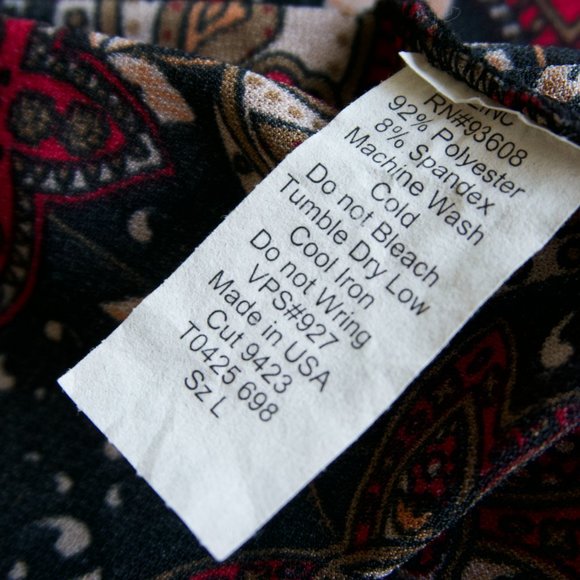 INC
RN#93608
92% Polyester
8% Spandex
Machine Wash
Cold
Do not Bleach
Tumble Dry Low
Cool Iron
Do not Wring
VPS#927
Made in USA
Cut 9423
T0425 698
Sz L